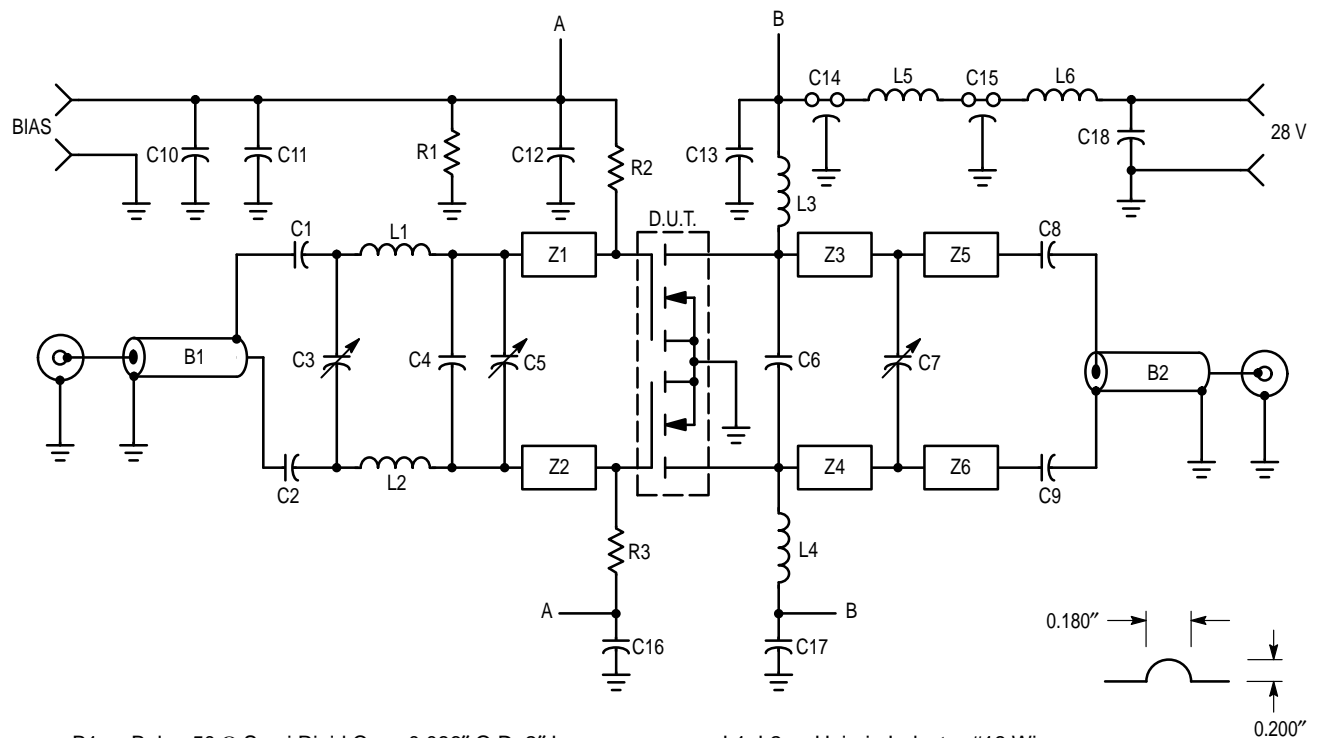 A
B
C14
L5
C15
L6
BIAS
C10
C11
R1
C12
R2
C13
C18
28 V
L3
D.U.T.
C1
L1
Z1
Z3
Z5
C8
B1
C3
C4
C5
C6
C7
B2
C2
L2
Z2
Z4
Z6
C9
R3
L4
A
B
C16
C17
0.180″
0.200″